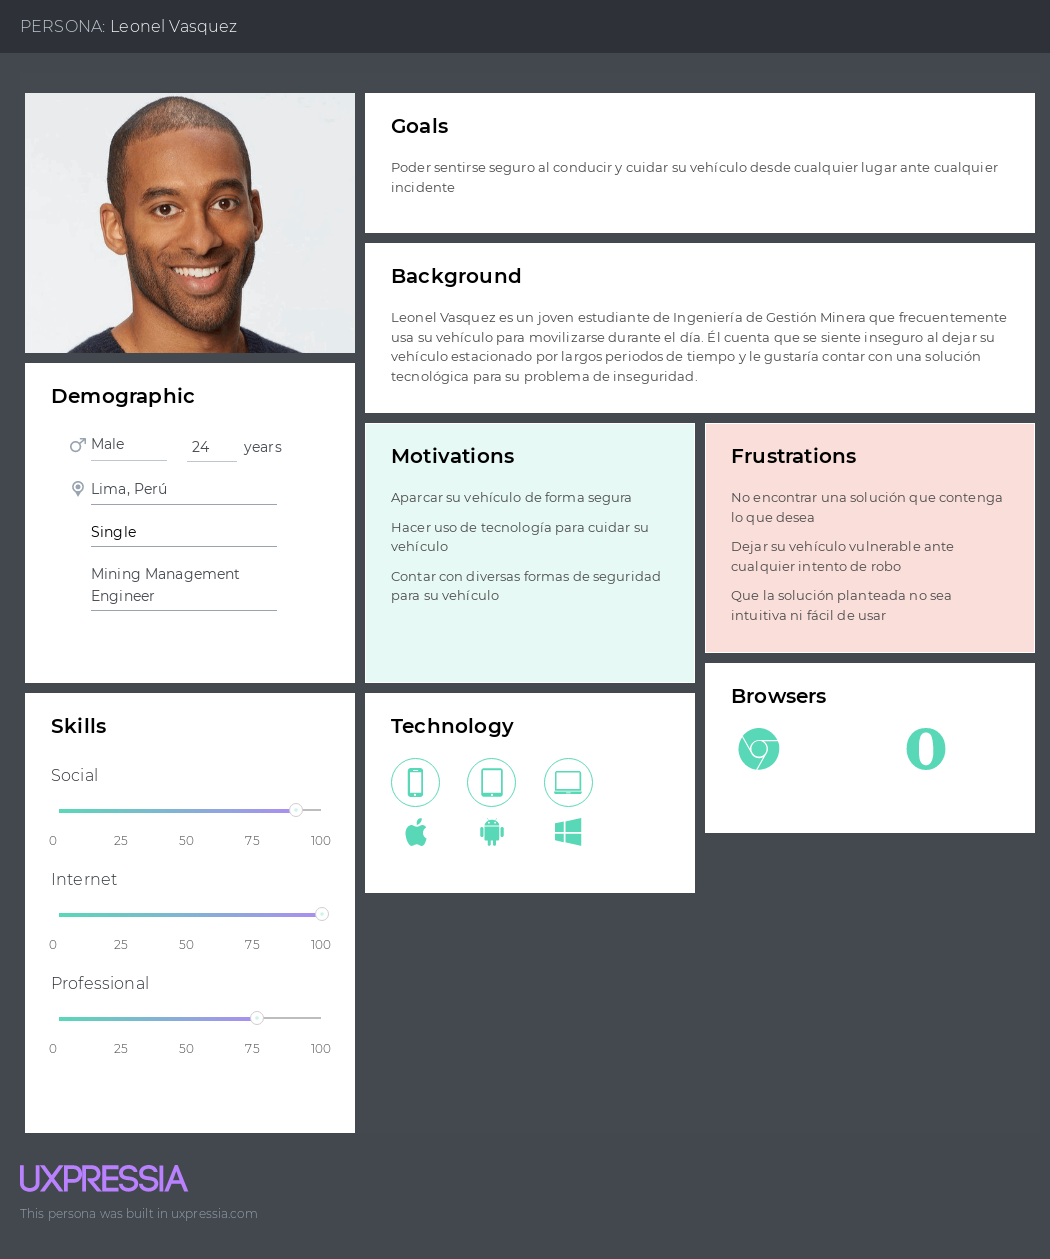 PERSONA: Leonel Vasquez
Goals
Poder sentirse seguro al conducir y cuidar su vehículo desde cualquier lugar ante cualquier
incidente
Background
Leonel Vasquez es un joven estudiante de Ingeniería de Gestión Minera que frecuentemente
usa su vehículo para movilizarse durante el día. Él cuenta que se siente inseguro al dejar su
vehículo estacionado por largos periodos de tiempo y le gustaría contar con una solución
tecnológica para su problema de inseguridad.
Demographic
Male 24 years
Lima, Perú
Single
Mining Management
Engineer
Motivations
Aparcar su vehículo de forma segura
Hacer uso de tecnología para cuidar su
vehículo
Contar con diversas formas de seguridad
para su vehículo
Frustrations
No encontrar una solución que contenga
lo que desea
Dejar su vehículo vulnerable ante
cualquier intento de robo
Que la solución planteada no sea
intuitiva ni fácil de usar
Skills
Social
0 25 50 75 100
Internet
0 25 50 75 100
Professional
0 25 50 75 100
Technology
Browsers
UXPRESSIA
This persona was built in uxpressia.com